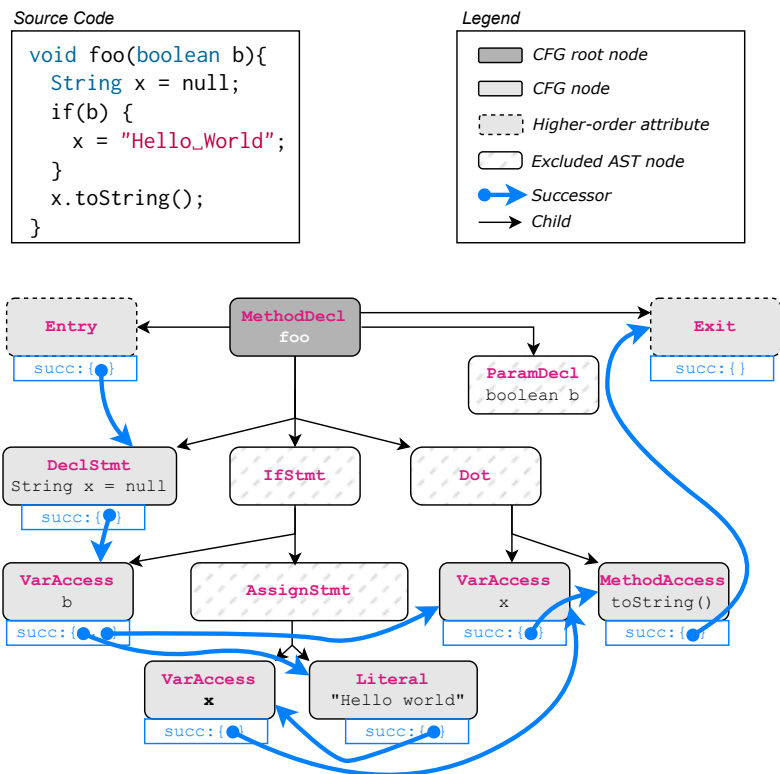 Source Code
void foo(boolean b){
String x = null;
if(b) {
x = "Hello␣World";
}
x.toString();
}
Legend
CFG root node
CFG node
Higher-order attribute
Excluded AST node
Successor
Child
Entry
succ:{ }
MethodDecl
foo
Exit
succ:{}
ParamDecl
boolean b
DeclStmt
String x = null
succ:{ }
IfStmt
Dot
VarAccess
b
succ:{ , }
AssignStmt
VarAccess
x
succ:{ }
MethodAccess
toString()
succ:{ }
VarAccess
x
succ:{ }
Literal
"Hello world"
succ:{ }